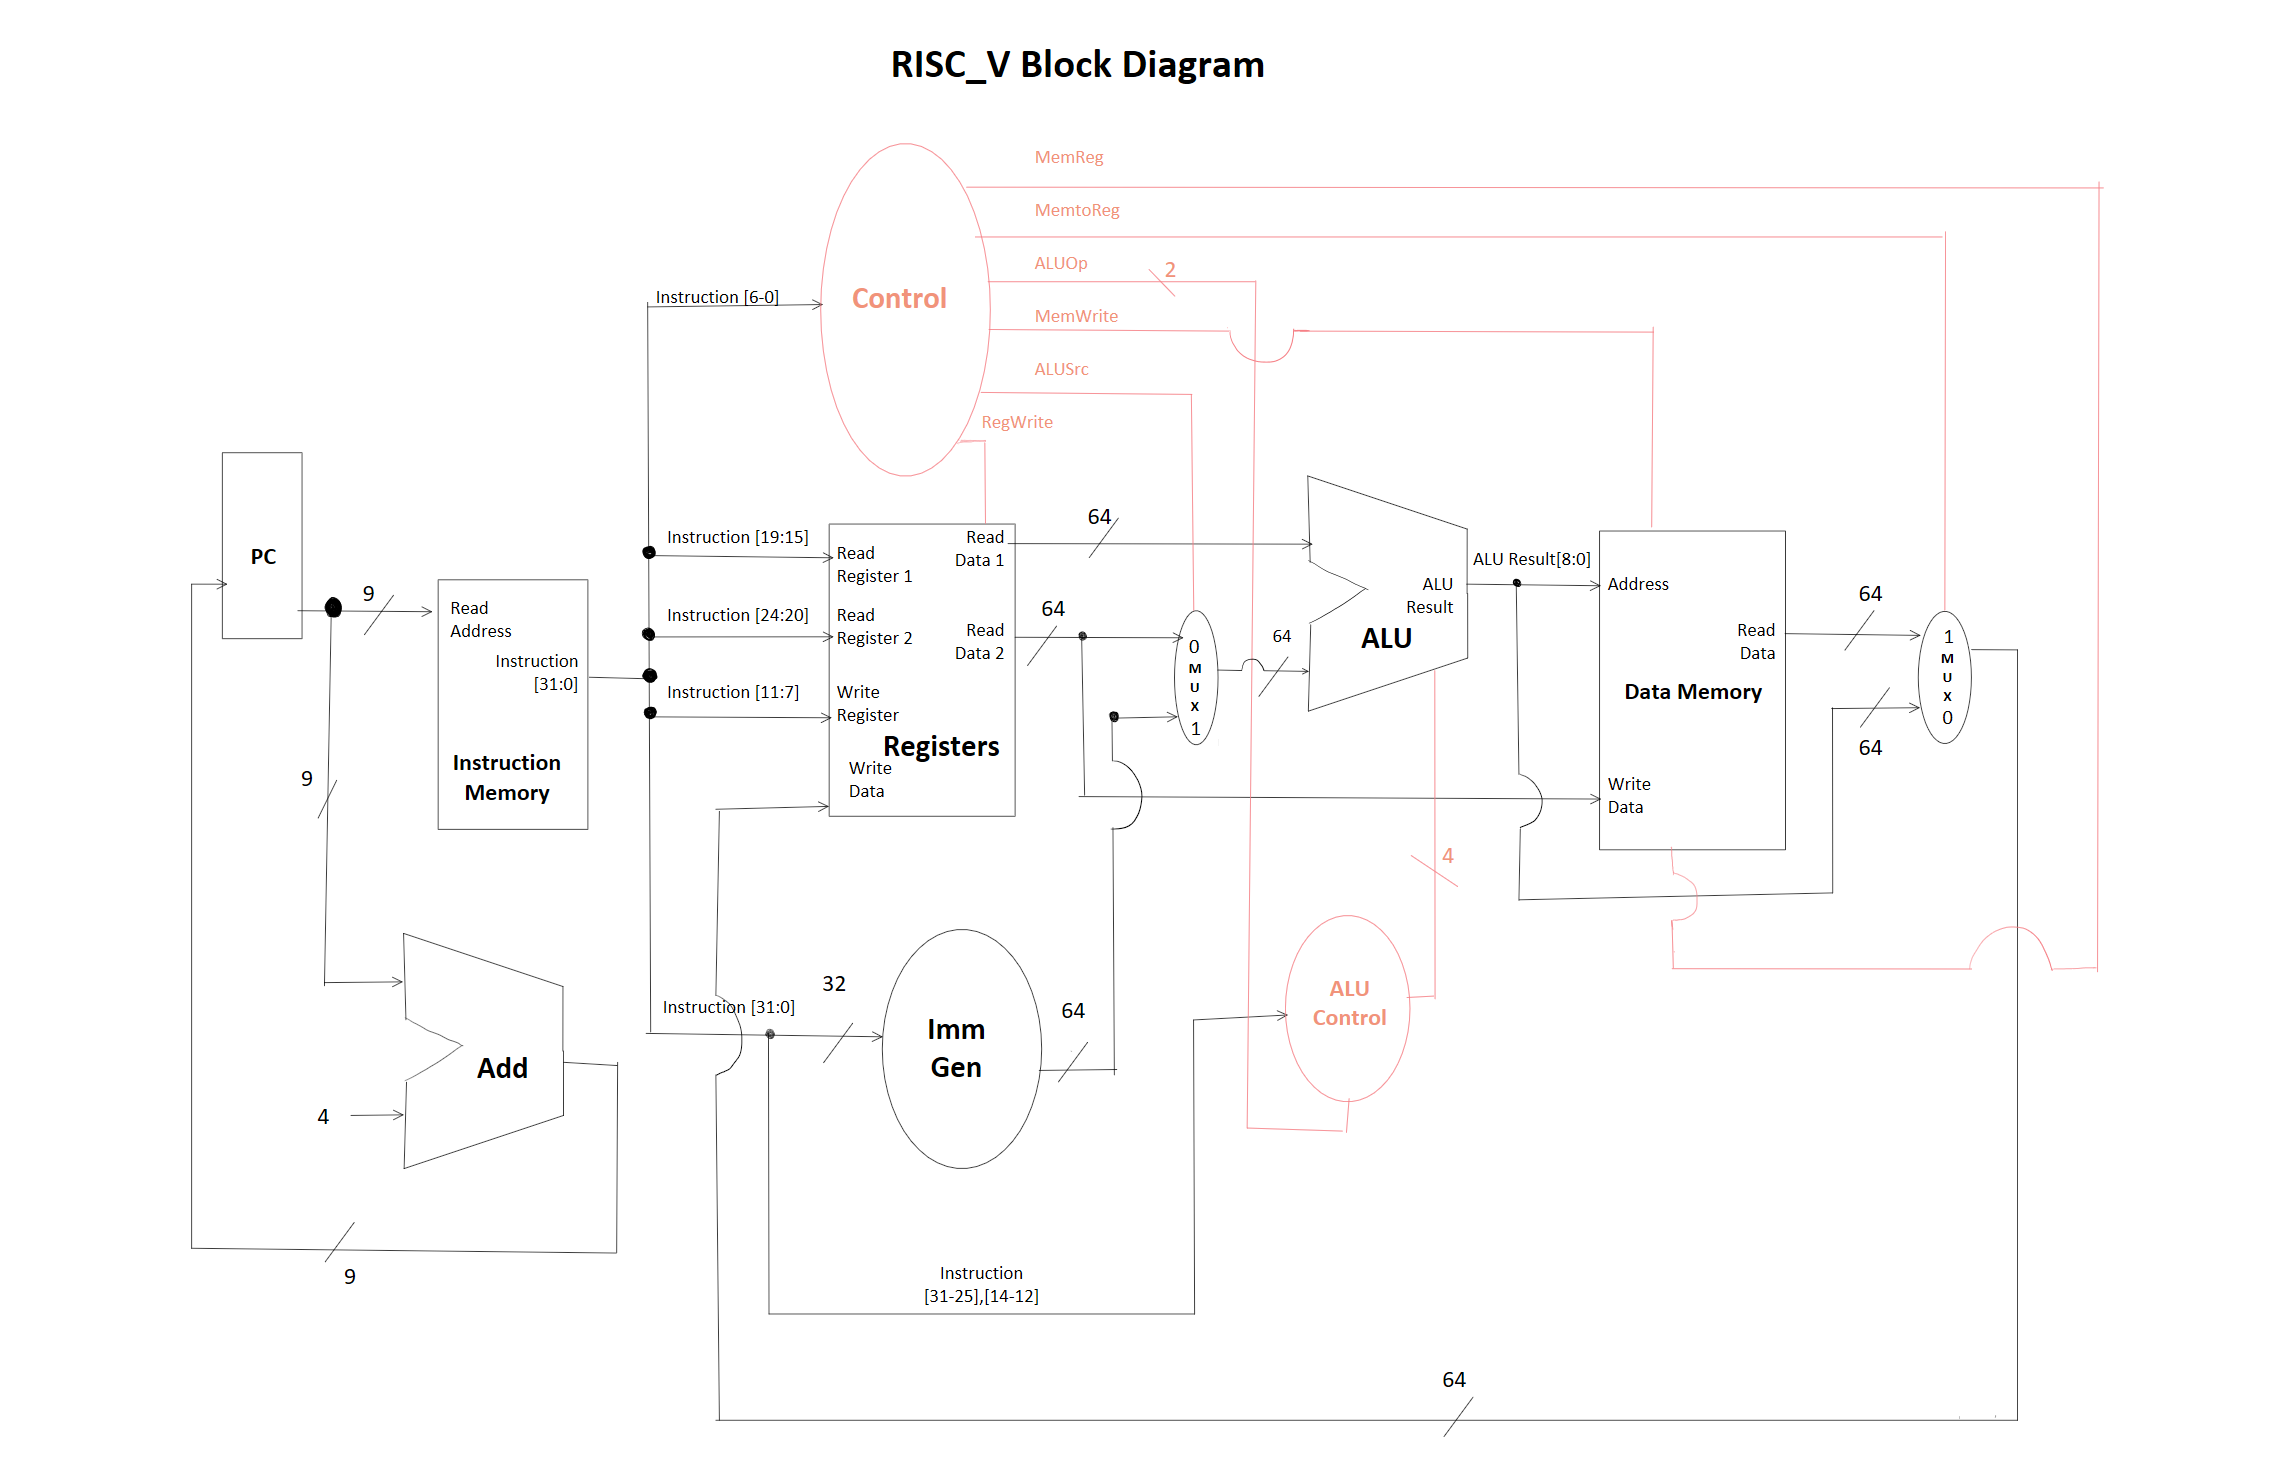 RISC_V Block Diagram
MemReg
MemtoReg
ALUOp
2
Control
Instruction [6-0]
MemWrite
ALUSrc
RegWrite
PC
9
Read
Address
Instruction
[31:0]
Instruction
Memory
9
Add
4
9
Instruction [19:15]
Instruction [24:20]
Instruction [11:7]
Read
Register 1
Read
Register 2
Write
Register
Registers
Write
Data
Read
Data 1
Read
Data 2
64
64
0
M
U
X
1
64
ALU
Result
ALU
ALU Result[8:0]
Address
Read
Data
Data Memory
Write
Data
64
64
1
M
U
X
0
4
Instruction [31:0]
32
Imm
Gen
64
ALU
Control
Instruction
[31-25],[14-12]
64